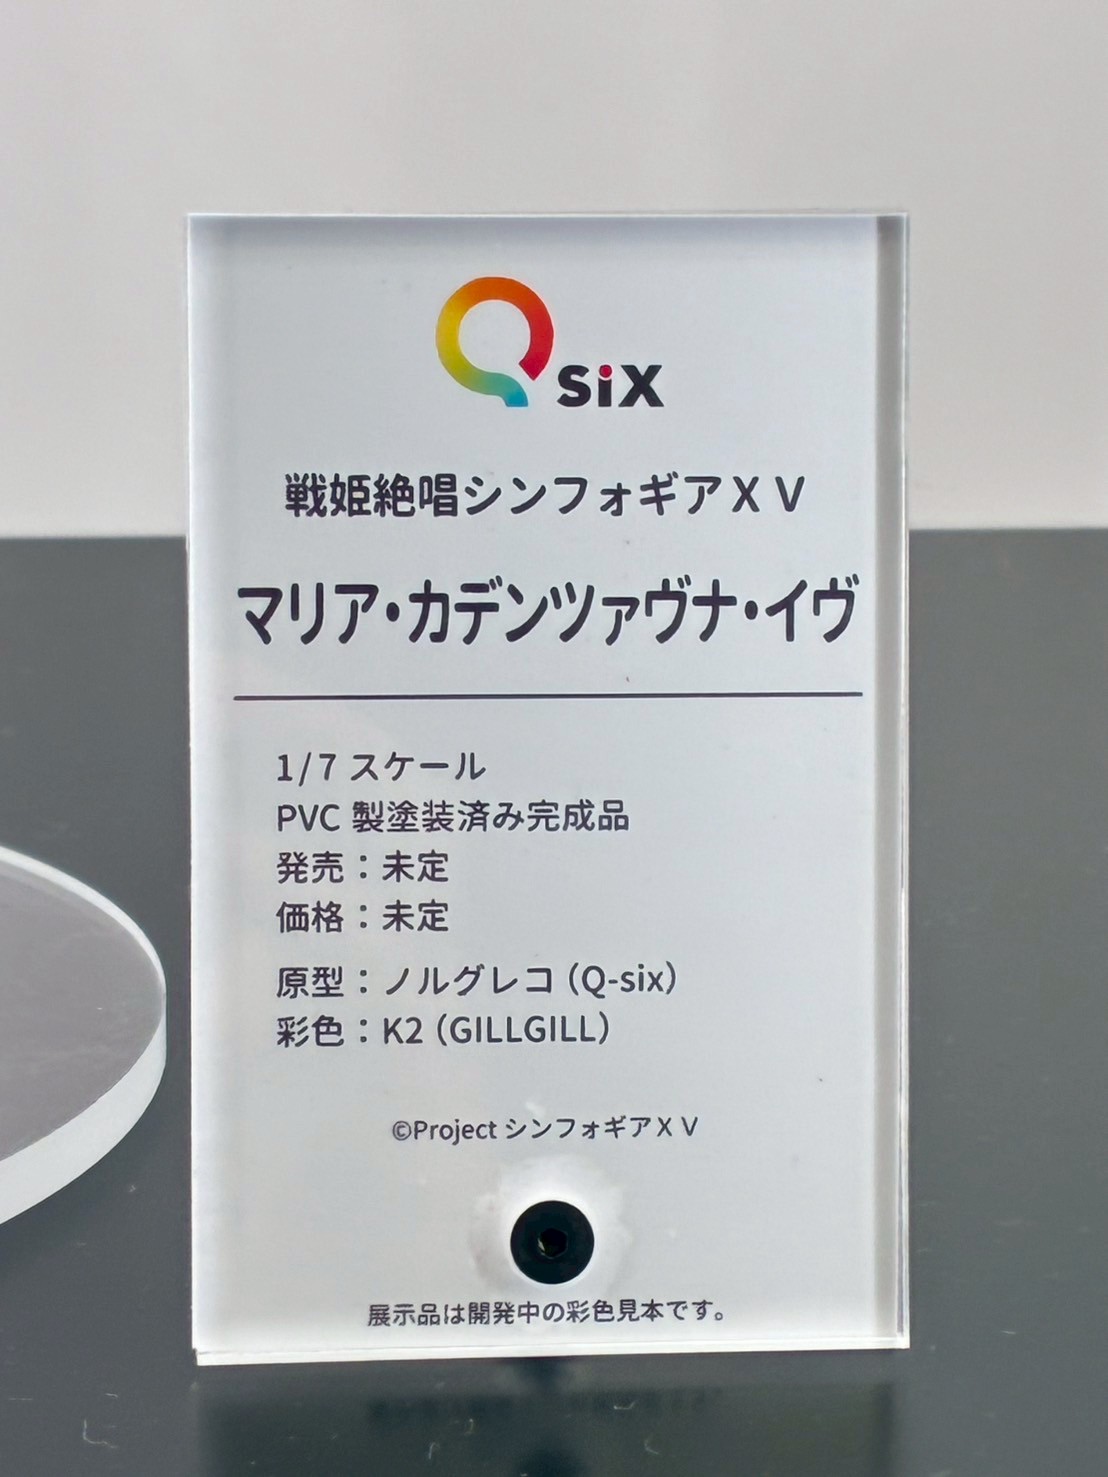 Q six
戦姫絶唱シンフォギアＸＶ
マリア・カデンツァヴナ・イヴ
1/7 スケール
PVC 製塗装済み完成品
発売：未定
価格：未定
原型：ノルグレコ（Q-six）
彩色：K2（GILLGILL）
©Project シンフォギアＸＶ
展示品は開発中の彩色見本です。